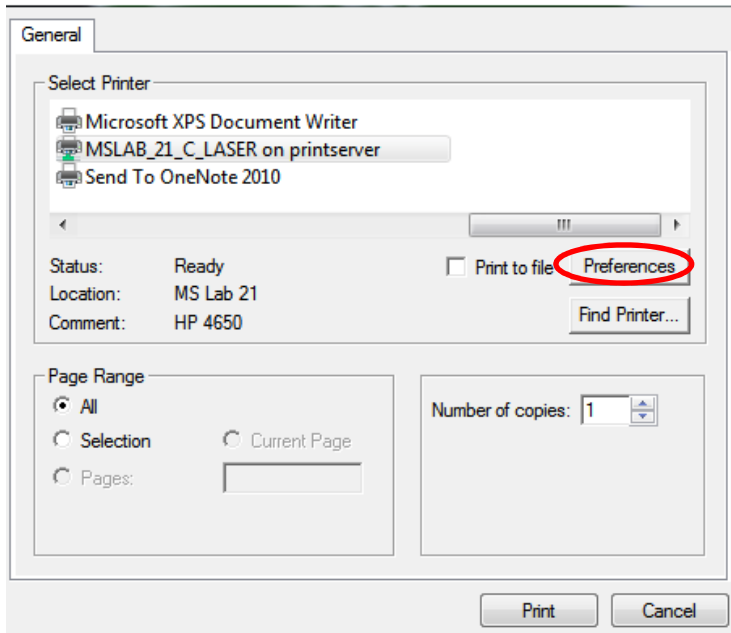 General
Select Printer
Microsoft XPS Document Writer
MSLAB_21_C_LASER on printserver
Send To OneNote 2010
Status: Ready
Print to file
Preferences
Location: MS Lab 21
Comment: HP 4650
Find Printer...
Page Range
All
Number of copies: 1
Selection
Current Page
Pages:
Print
Cancel